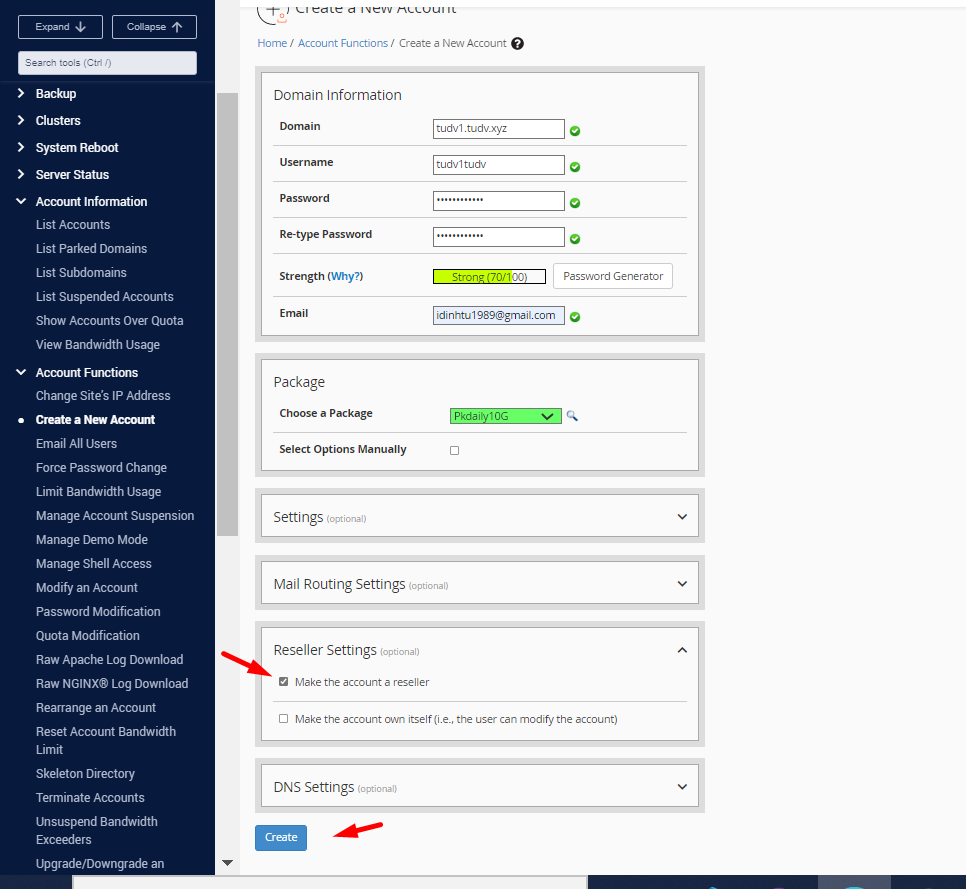 Expand ↓ Collapse ↑
Search tools (Ctrl /)
Backup
Clusters
System Reboot
Server Status
Account Information
List Accounts
List Parked Domains
List Subdomains
List Suspended Accounts
Show Accounts Over Quota
View Bandwidth Usage
Account Functions
Change Site's IP Address
Create a New Account
Email All Users
Force Password Change
Limit Bandwidth Usage
Manage Account Suspension
Manage Demo Mode
Manage Shell Access
Modify an Account
Password Modification
Quota Modification
Raw Apache Log Download
Raw NGINX® Log Download
Rearrange an Account
Reset Account Bandwidth
Limit
Skeleton Directory
Terminate Accounts
Unsuspend Bandwidth
Exceeders
Upgrade/Downgrade an
Create a New Account
Home / Account Functions / Create a New Account ?
Domain Information
Domain tudv1.tudv.xyz
Username tudv1tudv
Password ••••••••••••
Re-type Password ••••••••••••
Strength (Why?) Strong (70/100) Password Generator
Email idinhtu1989@gmail.com
Package
Choose a Package Pkdaily10G
Select Options Manually
Settings (optional)
Mail Routing Settings (optional)
Reseller Settings (optional)
Make the account a reseller
Make the account own itself (i.e., the user can modify the account)
DNS Settings (optional)
Create